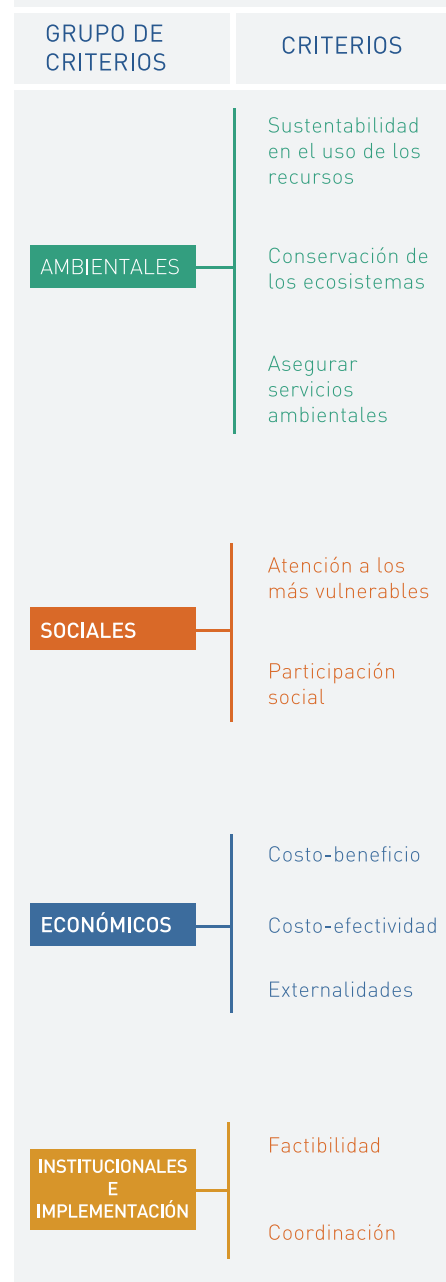 GRUPO DE
CRITERIOS
CRITERIOS
AMBIENTALES
Sustentabilidad
en el uso de los
recursos
Conservación de
los ecosistemas
Asegurar
servicios
ambientales
SOCIALES
Atención a los
más vulnerables
Participación
social
ECONÓMICOS
Costo-beneficio
Costo-efectividad
Externalidades
INSTITUCIONALES
E
IMPLEMENTACIÓN
Factibilidad
Coordinación